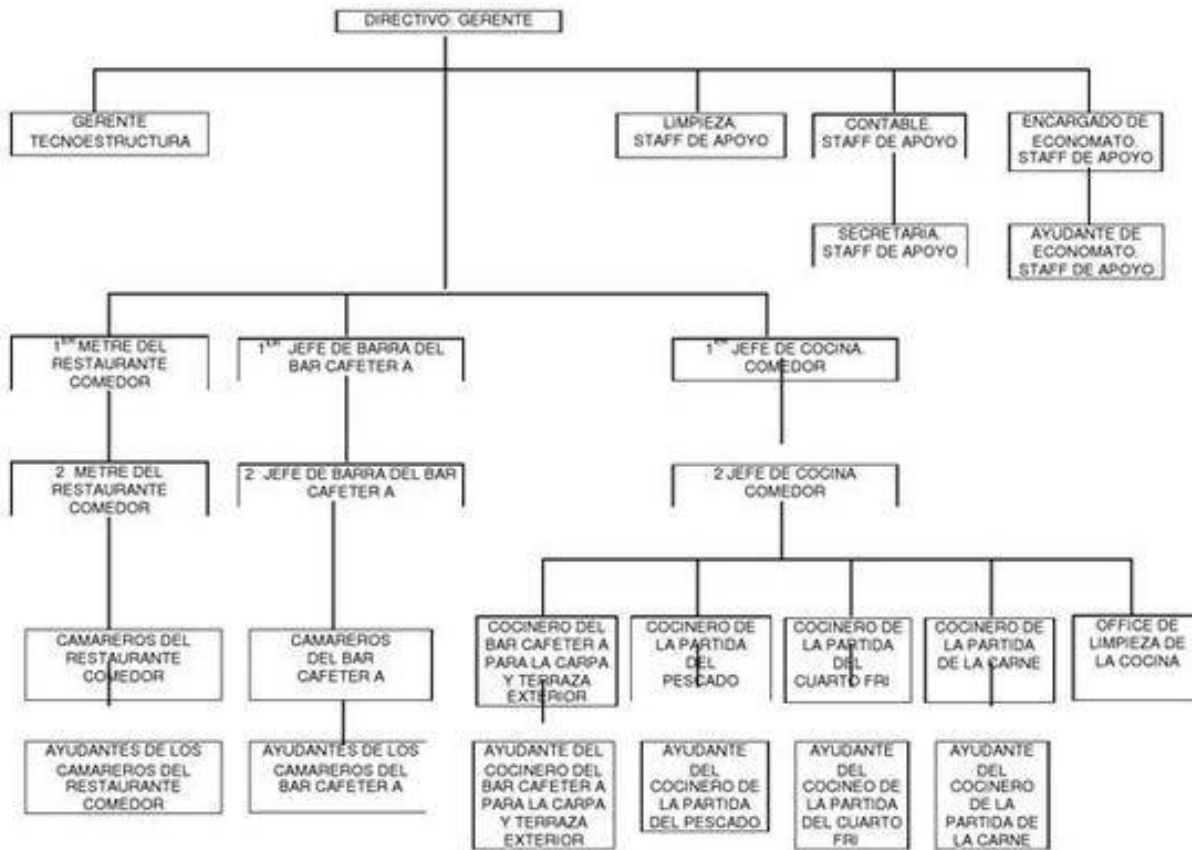 DIRECTIVO. GERENTE
GERENTE
TECNOESTRUCTURA
LIMPIEZA.
STAFF DE APOYO
CONTABLE.
STAFF DE APOYO
ENCARGADO DE
ECONOMATO.
STAFF DE APOYO
SECRETARIA.
STAFF DE APOYO
AYUDANTE DE
ECONOMATO.
STAFF DE APOYO
1ER METRE DEL
RESTAURANTE
COMEDOR
1ER JEFE DE BARRA DEL
BAR CAFETER A
1ER JEFE DE COCINA.
COMEDOR
2 METRE DEL
RESTAURANTE
COMEDOR
2 JEFE DE BARRA DEL BAR
CAFETER A
2 JEFE DE COCINA
COMEDOR
CAMAREROS DEL
RESTAURANTE
COMEDOR
CAMAREROS
DEL BAR
CAFETER A
COCINERO DEL
BAR CAFETER A
PARA LA CARPA
Y TERRAZA
EXTERIOR
COCINERO DE
LA PARTIDA
DEL
PESCADO
COCINERO DE
LA PARTIDA
DEL
CUARTO FRI
COCINERO DE
LA PARTIDA
DE LA CARNE
OFFICE DE
LIMPIEZA DE
LA COCINA
AYUDANTES DE LOS
CAMAREROS DEL
RESTAURANTE
COMEDOR
AYUDANTES DE LOS
CAMAREROS DEL
BAR CAFETER A
AYUDANTE DEL
COCINERO DEL
BAR CAFETER A
PARA LA CARPA
Y TERRAZA
EXTERIOR
AYUDANTE
DEL
COCINERO DE
LA PARTIDA
DEL PESCADO
AYUDANTE
DEL
COCINEO DE
LA PARTIDA
DEL CUARTO
FRI
AYUDANTE
DEL
COCINERO
DE LA
PARTIDA DE
LA CARNE